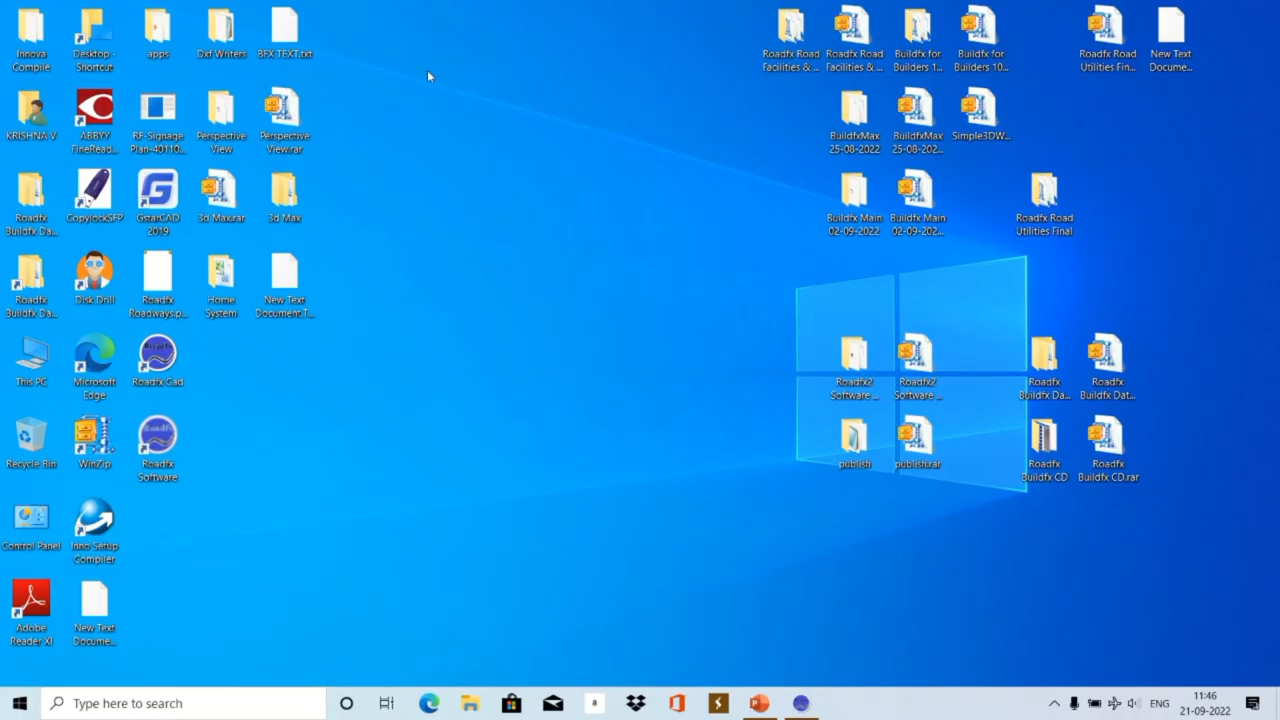 Innova
Compile
Desktop -
Shortcut
apps
Dxf Writers
BFX TEXT.txt
Roadfx Road
Facilities & ...
Roadfx Road
Facilities & ...
Buildfx for
Builders 1...
Buildfx for
Builders 10...
Roadfx Road
Utilities Fin...
New Text
Docume...
KRISHNA V
ABBYY
FineRead...
RF-Signage
Plan-40110...
Perspective
View
Perspective
View.rar
BuildfxMax
25-08-2022
BuildfxMax
25-08-202...
Simple3DW...
Roadfx
Buildfx Da...
CopylockSFP
GstarCAD
2019
3d Max.rar
3d Max
Buildfx Main
02-09-2022
Buildfx Main
02-09-202...
Roadfx Road
Utilities Final
Roadfx
Buildfx Da...
Disk Drill
Roadfx
Roadways.p...
Home
System
New Text
Document.T...
This PC
Microsoft
Edge
Roadfx Cad
Roadfx2
Software ...
Roadfx2
Software ...
Roadfx
Buildfx Da...
Roadfx
Buildfx Dat...
Recycle Bin
WinZip
Roadfx
Software
publish
publish.rar
Roadfx
Buildfx CD
Roadfx
Buildfx CD.rar
Control Panel
Inno Setup
Compiler
Adobe
Reader XI
New Text
Docume...
Type here to search
a
ENG
11:46
21-09-2022